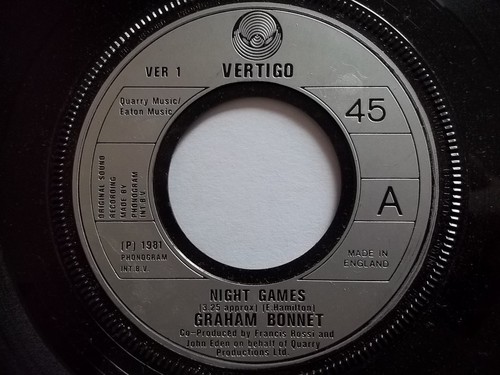 VER 1 VERTIGO
Quarry Music/
Eaton Music
45
ORIGINAL SOUND
RECORDING
MADE BY
PHONOGRAM
INT. B.V.
A
(P) 1981
PHONOGRAM
INT. B.V.
MADE IN
ENGLAND
NIGHT GAMES
(3.25 approx) (E. Hamilton)
GRAHAM BONNET
Co-Produced by Francis Rossi and
John Eden on behalf of Quarry
Productions Ltd.